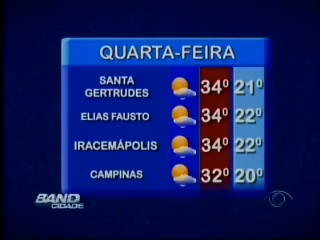 QUARTA-FEIRA
SANTA
GERTRUDES 34º 21º
ELIAS FAUSTO 34º 22º
IRACEMÁPOLIS 34º 22º
CAMPINAS 32º 20º
BAND
CIDADE